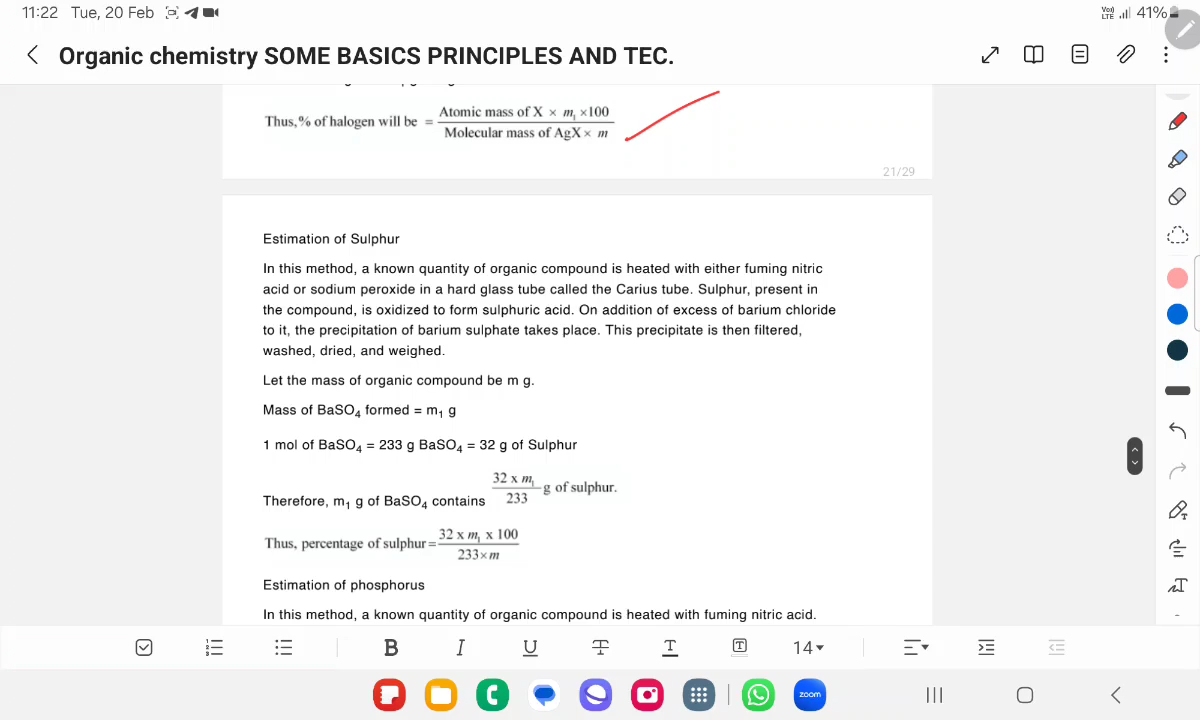 11:22 Tue, 20 Feb 41%
Organic chemistry SOME BASICS PRINCIPLES AND TEC.
Thus,% of halogen will be = Atomic mass of X × m₁ ×100 / Molecular mass of AgX × m
21/29
Estimation of Sulphur
In this method, a known quantity of organic compound is heated with either fuming nitric
acid or sodium peroxide in a hard glass tube called the Carius tube. Sulphur, present in
the compound, is oxidized to form sulphuric acid. On addition of excess of barium chloride
to it, the precipitation of barium sulphate takes place. This precipitate is then filtered,
washed, dried, and weighed.
Let the mass of organic compound be m g.
Mass of BaSO₄ formed = m₁ g
1 mol of BaSO₄ = 233 g BaSO₄ = 32 g of Sulphur
Therefore, m₁ g of BaSO₄ contains 32 x m₁ / 233 g of sulphur.
Thus, percentage of sulphur = 32 x m₁ x 100 / 233×m
Estimation of phosphorus
In this method, a known quantity of organic compound is heated with fuming nitric acid.
B I U T T T 14
zoom